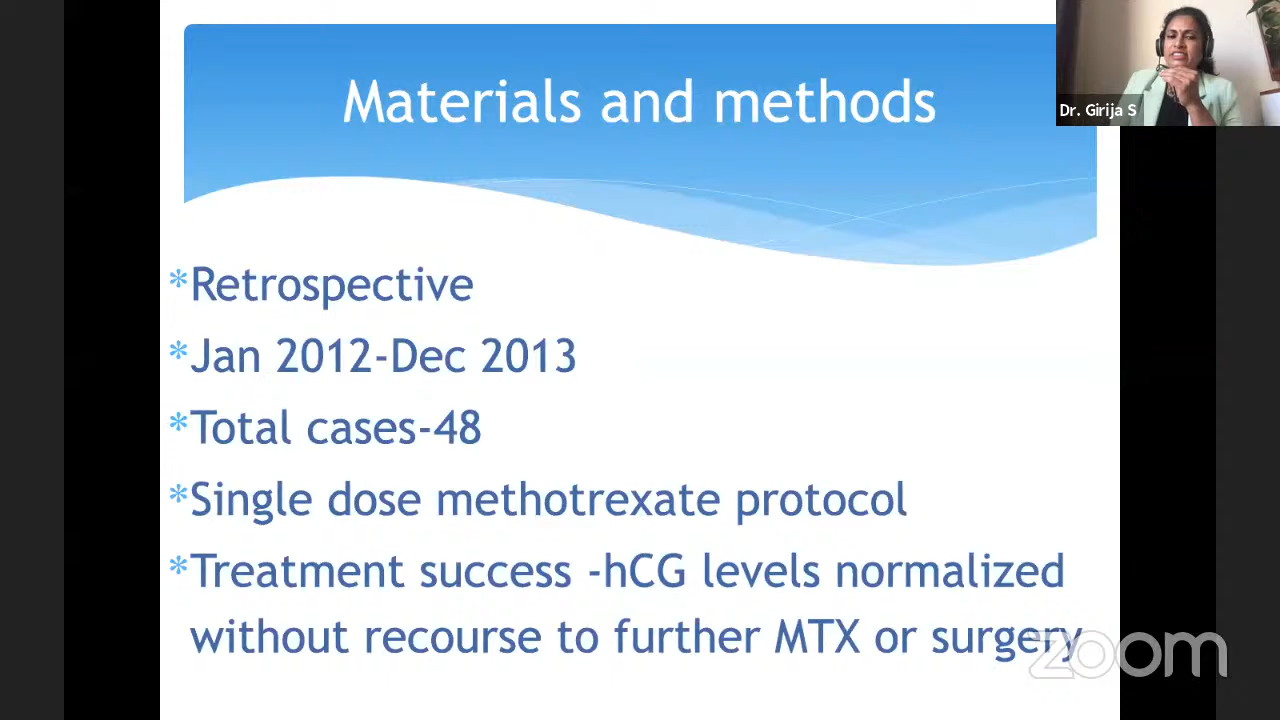 Materials and methods
Dr. Girija S
*Retrospective
*Jan 2012-Dec 2013
*Total cases-48
*Single dose methotrexate protocol
*Treatment success -hCG levels normalized
without recourse to further MTX or surgery
zoom